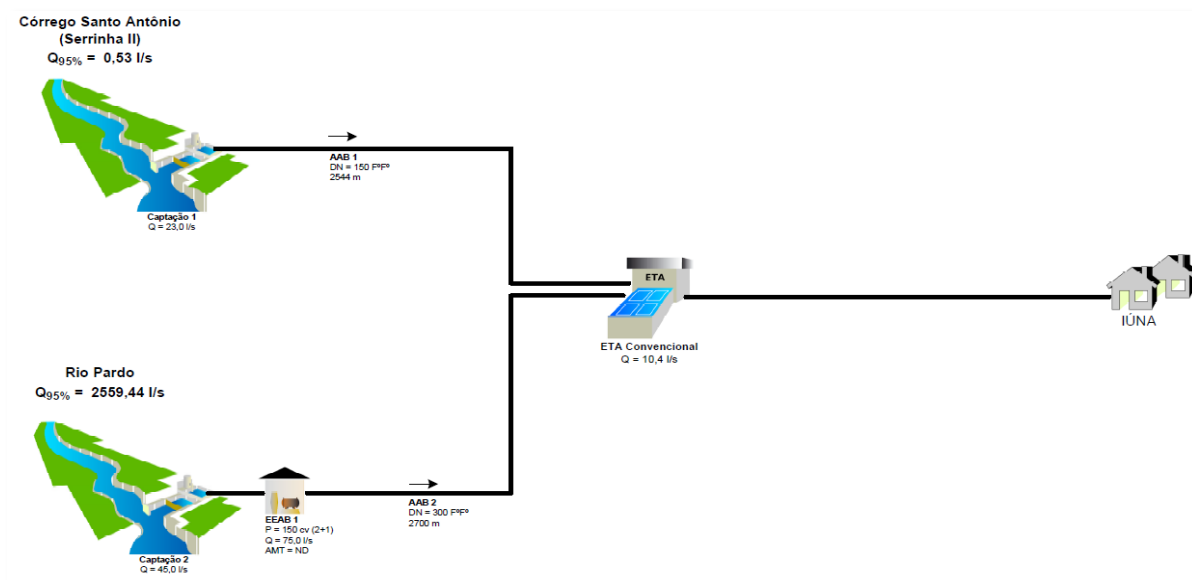 Córrego Santo Antônio
(Serrinha II)
Q95% = 0,53 l/s
AAB 1
DN = 150 FºFº
2544 m
Captação 1
Q = 23,0 l/s
ETA
ETA Convencional
Q = 10,4 l/s
IÚNA
Rio Pardo
Q95% = 2559,44 l/s
EEAB 1
P = 150 cv (2+1)
Q = 75,0 l/s
AMT = ND
AAB 2
DN = 300 FºFº
2700 m
Captação 2
Q = 45,0 l/s